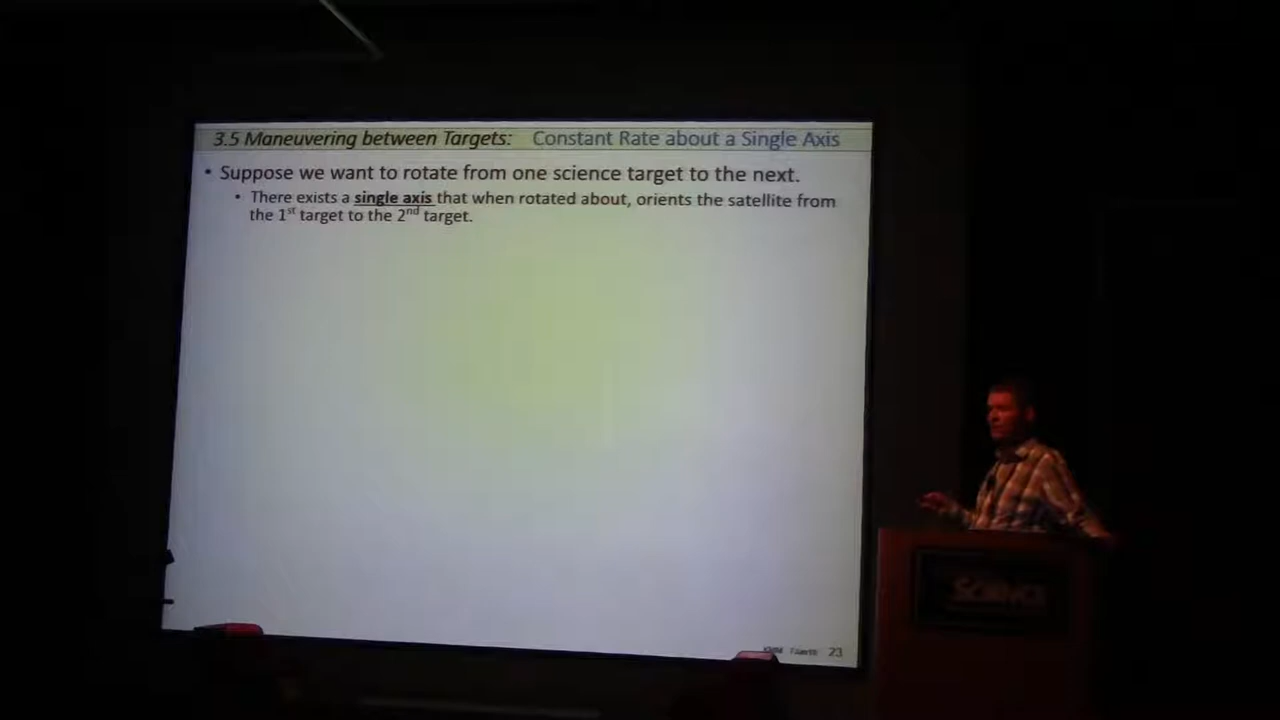 3.5 Maneuvering between Targets: Constant Rate about a Single Axis
• Suppose we want to rotate from one science target to the next.
• There exists a single axis that when rotated about, orients the satellite from
the 1st target to the 2nd target.
SCIENCE
23